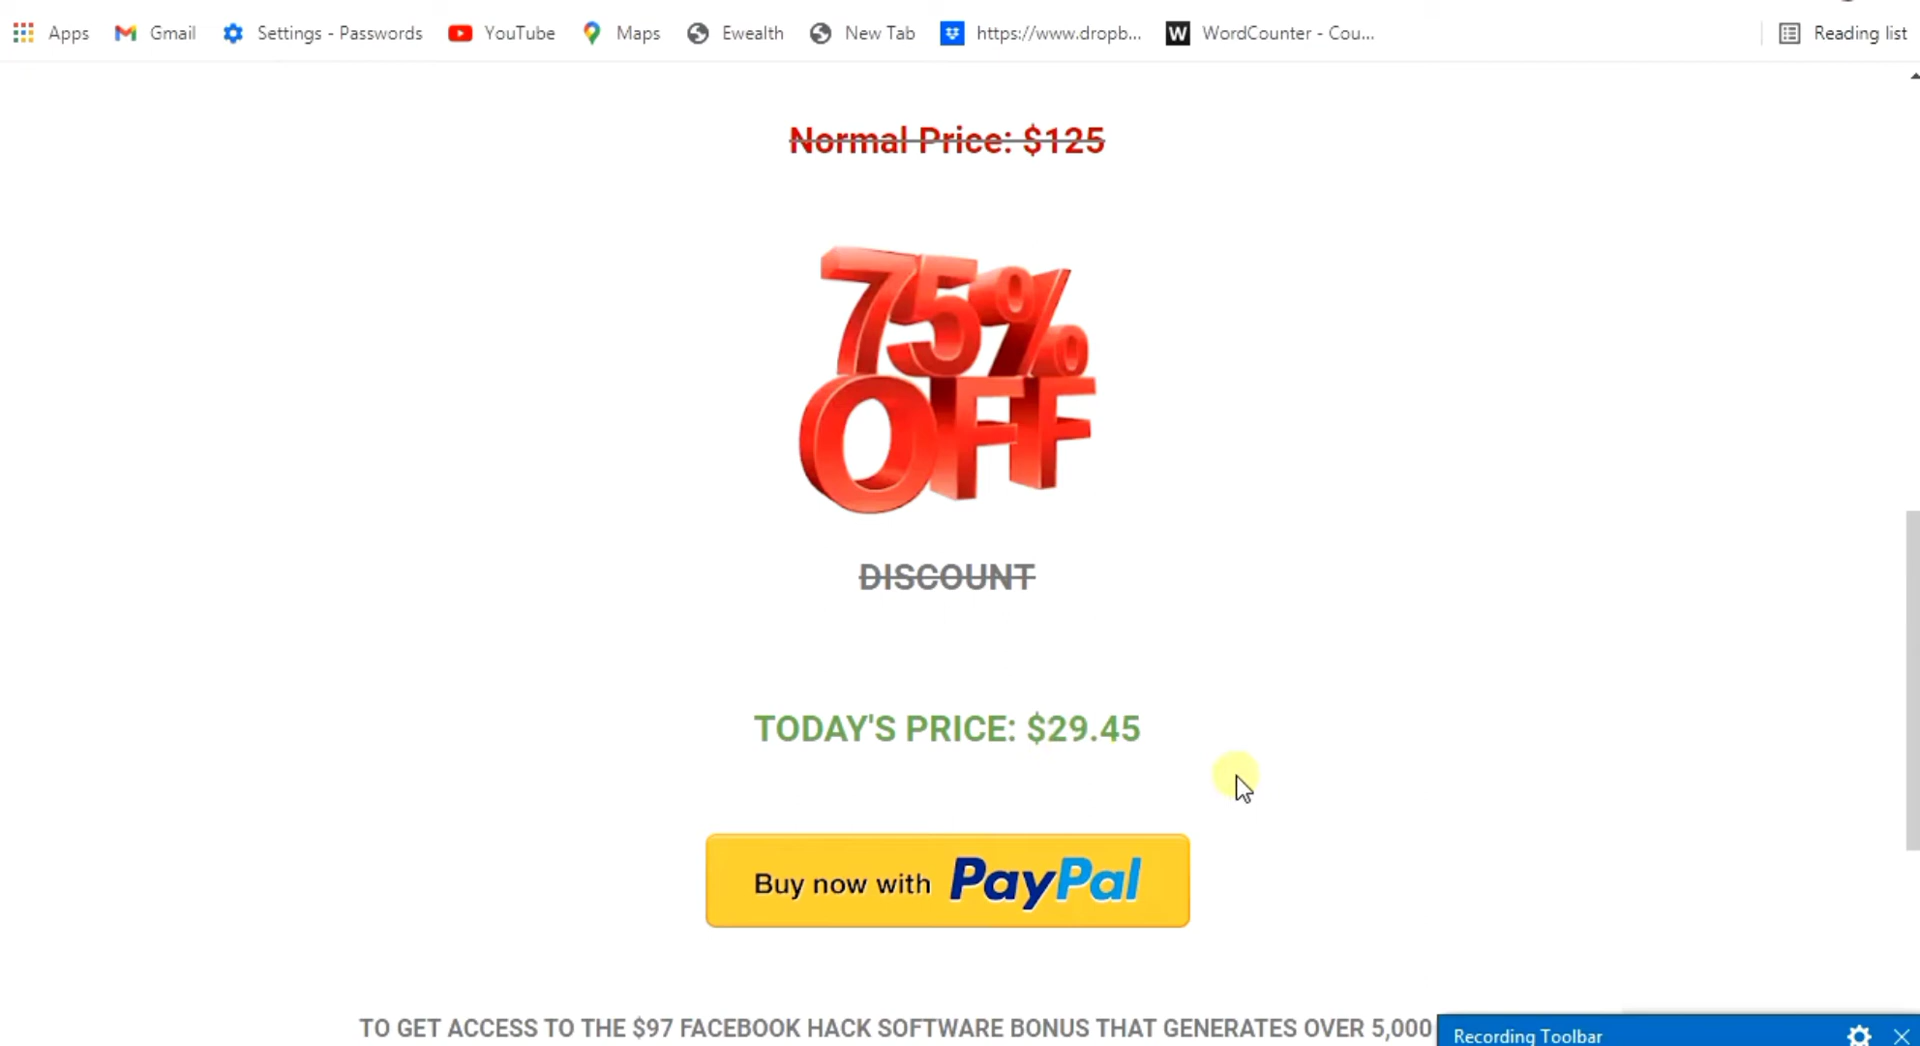 Apps Gmail Settings - Passwords YouTube Maps Ewealth New Tab https://www.dropb... WordCounter - Cou... Reading list
Normal Price: $125
75%
OFF
DISCOUNT
TODAY'S PRICE: $29.45
Buy now with PayPal
TO GET ACCESS TO THE $97 FACEBOOK HACK SOFTWARE BONUS THAT GENERATES OVER 5,000
Recording Toolbar